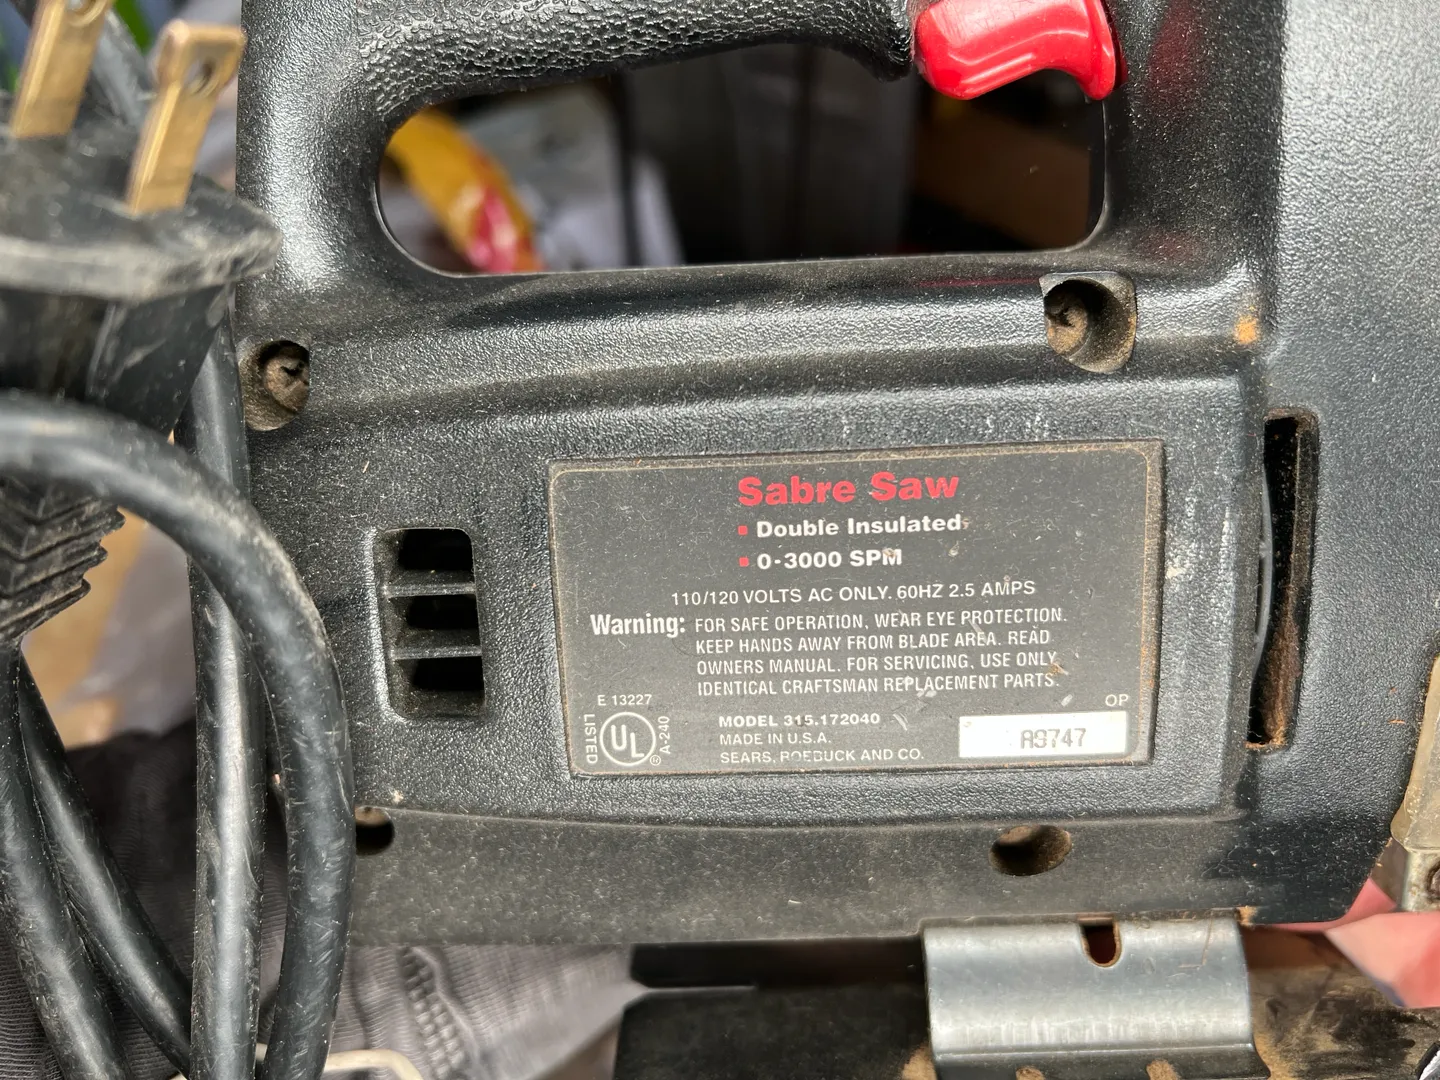 Sabre Saw
▪ Double Insulated
▪ 0-3000 SPM
110/120 VOLTS AC ONLY. 60HZ 2.5 AMPS
Warning: FOR SAFE OPERATION, WEAR EYE PROTECTION.
KEEP HANDS AWAY FROM BLADE AREA. READ
OWNERS MANUAL. FOR SERVICING, USE ONLY
IDENTICAL CRAFTSMAN REPLACEMENT PARTS.
E 13227
LISTED
UL
®
A-240
MODEL 315.172040
MADE IN U.S.A.
SEARS, ROEBUCK AND CO.
OP
A9747